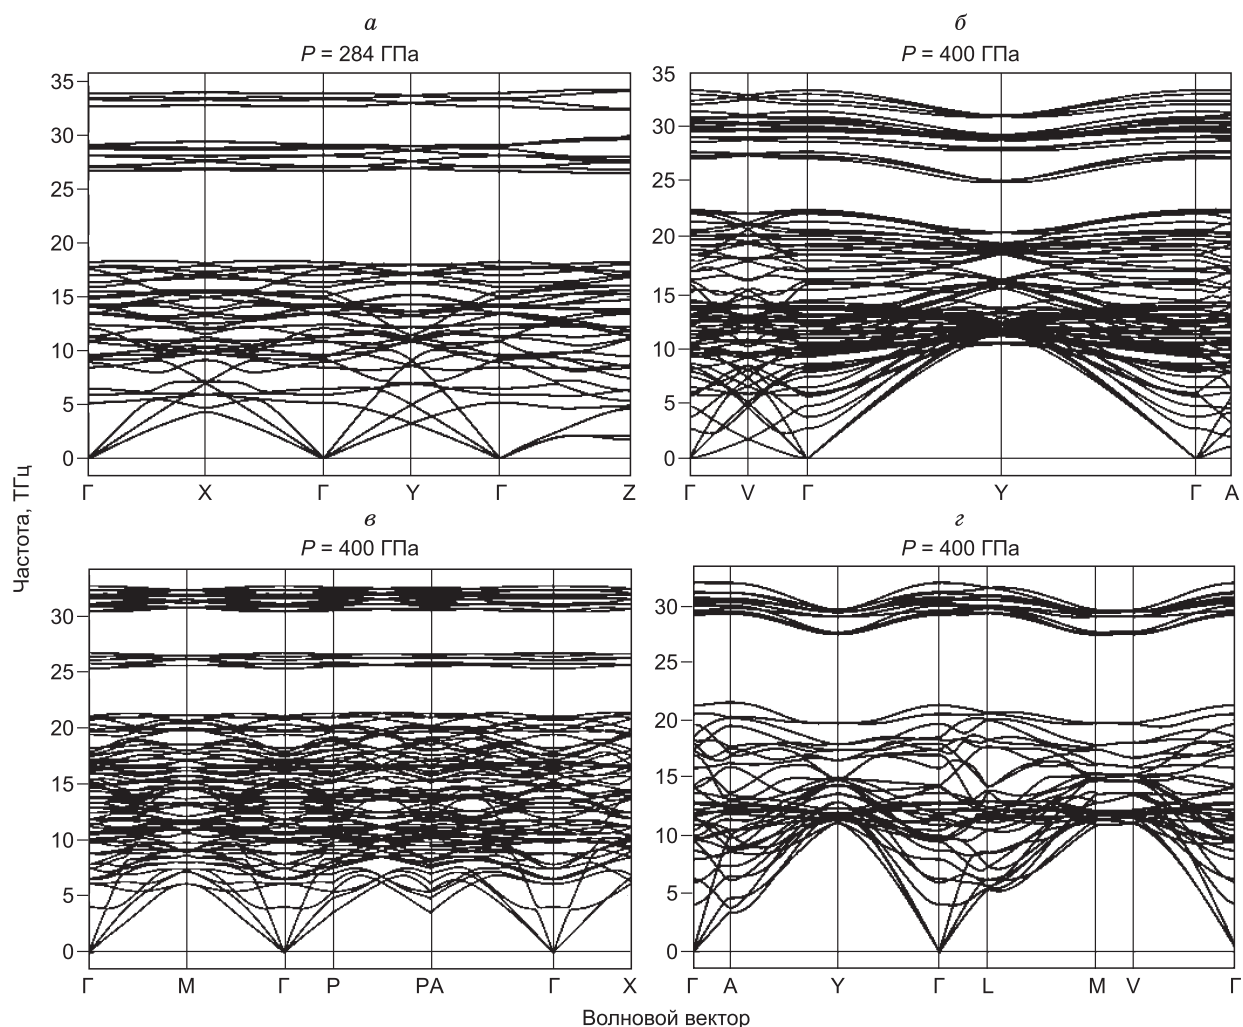 а
P = 284 ГПа
35
30
25
20
15
10
5
0
Γ X Γ Y Γ Z
б
P = 400 ГПа
35
30
25
20
15
10
5
0
Γ V Γ Y Γ A
Частота, ТГц
в
P = 400 ГПа
30
25
20
15
10
5
0
Γ M Γ P PA Γ X
г
P = 400 ГПа
30
25
20
15
10
5
0
Γ A Y Γ L M V Γ
Волновой вектор